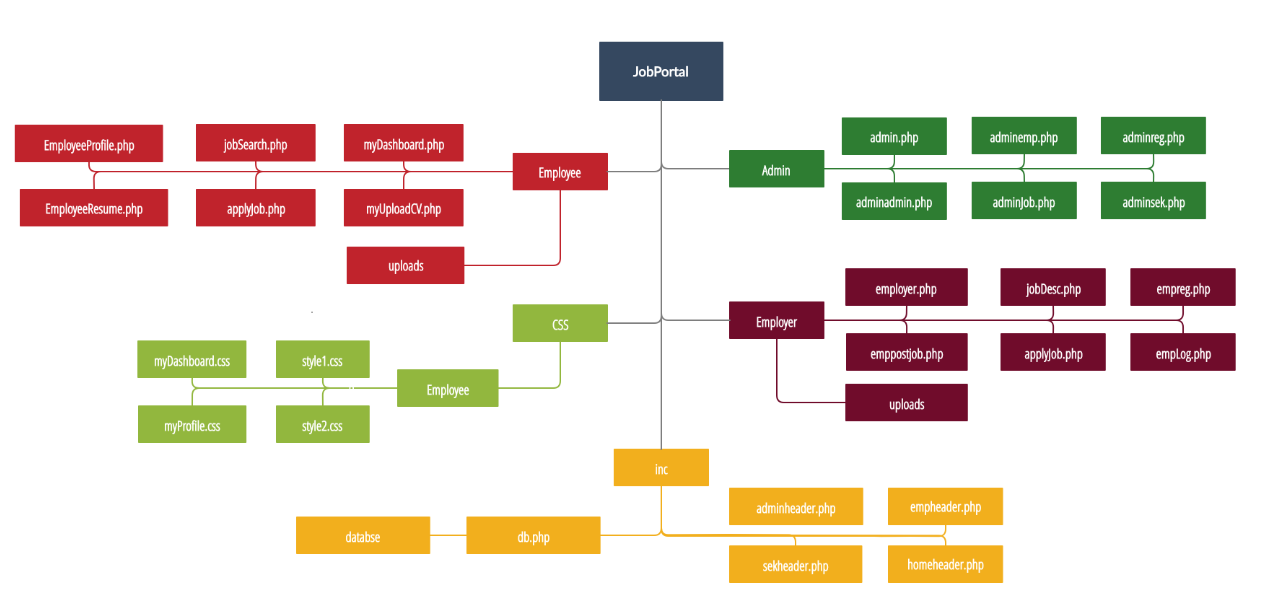 JobPortal
EmployeeProfile.php
jobSearch.php
myDashboard.php
Employee
EmployeeResume.php
applyJob.php
myUploadCV.php
uploads
admin.php
adminemp.php
adminreg.php
Admin
adminadmin.php
adminJob.php
adminsek.php
employer.php
jobDesc.php
empreg.php
Employer
emppostjob.php
applyJob.php
empLog.php
uploads
CSS
myDashboard.css
style1.css
Employee
myProfile.css
style2.css
inc
adminheader.php
empheader.php
databse
db.php
sekheader.php
homeheader.php